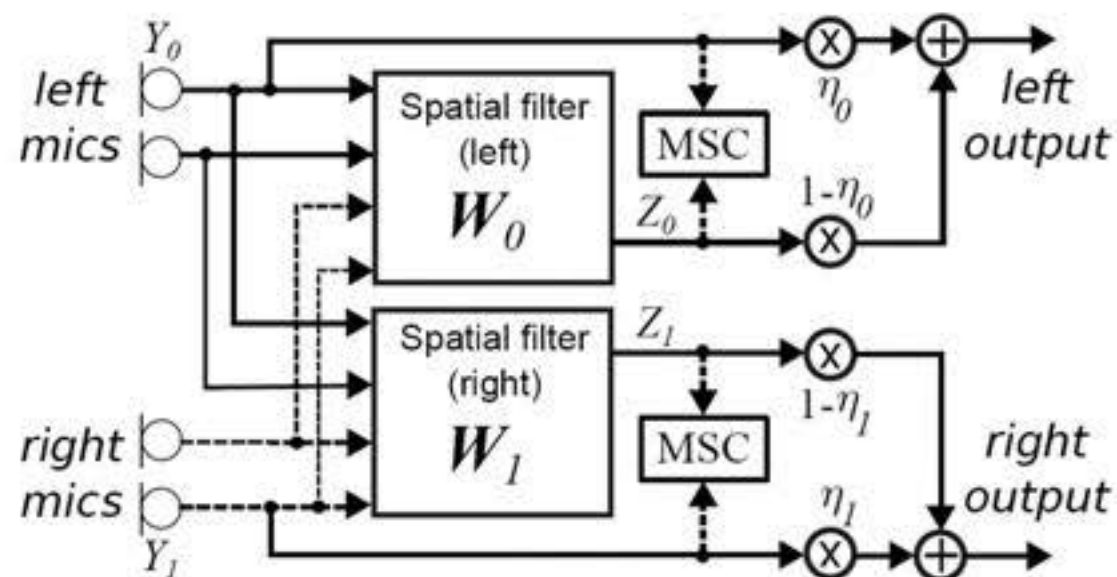 Y₀
left
mics
Spatial filter
(left)
W₀
MSC
Z₀
X
η₀
1-η₀
X
+
left
output
Spatial filter
(right)
W₁
Z₁
MSC
X
1-η₁
η₁
X
+
right
output
right
mics
Y₁